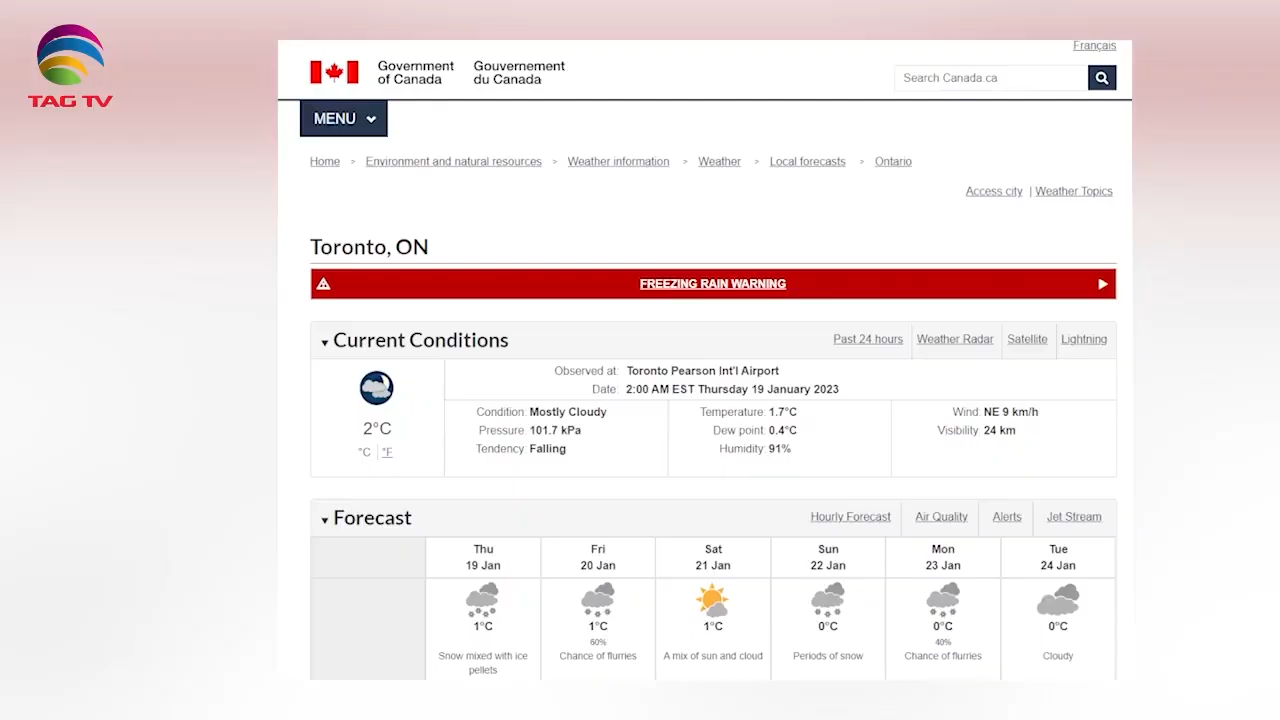 TAG TV
Français
Government of Canada
Gouvernement du Canada
Search Canada.ca
MENU
Home > Environment and natural resources > Weather information > Weather > Local forecasts > Ontario
Access city | Weather Topics
Toronto, ON
FREEZING RAIN WARNING
Current Conditions
Past 24 hours
Weather Radar
Satellite
Lightning
2°C
°C | °F
Observed at: Toronto Pearson Int'l Airport
Date: 2:00 AM EST Thursday 19 January 2023
Condition: Mostly Cloudy
Pressure: 101.7 kPa
Tendency: Falling
Temperature: 1.7°C
Dew point: 0.4°C
Humidity: 91%
Wind: NE 9 km/h
Visibility: 24 km
Forecast
Hourly Forecast
Air Quality
Alerts
Jet Stream
Thu
19 Jan
1°C
Snow mixed with ice
pellets
Fri
20 Jan
1°C
60%
Chance of flurries
Sat
21 Jan
1°C
A mix of sun and cloud
Sun
22 Jan
0°C
Periods of snow
Mon
23 Jan
0°C
40%
Chance of flurries
Tue
24 Jan
0°C
Cloudy